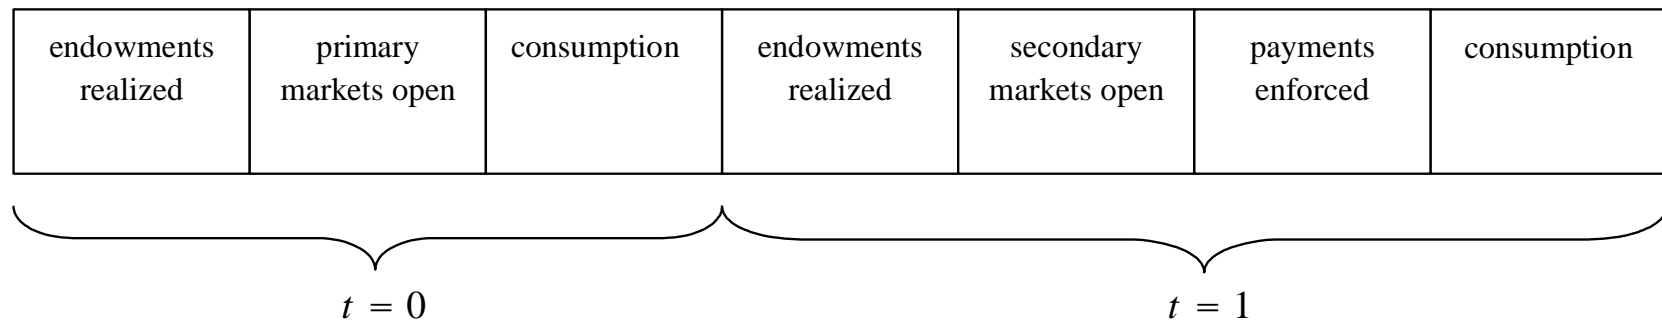 endowments
realized
primary
markets open
consumption
endowments
realized
secondary
markets open
payments
enforced
consumption
t = 0
t = 1